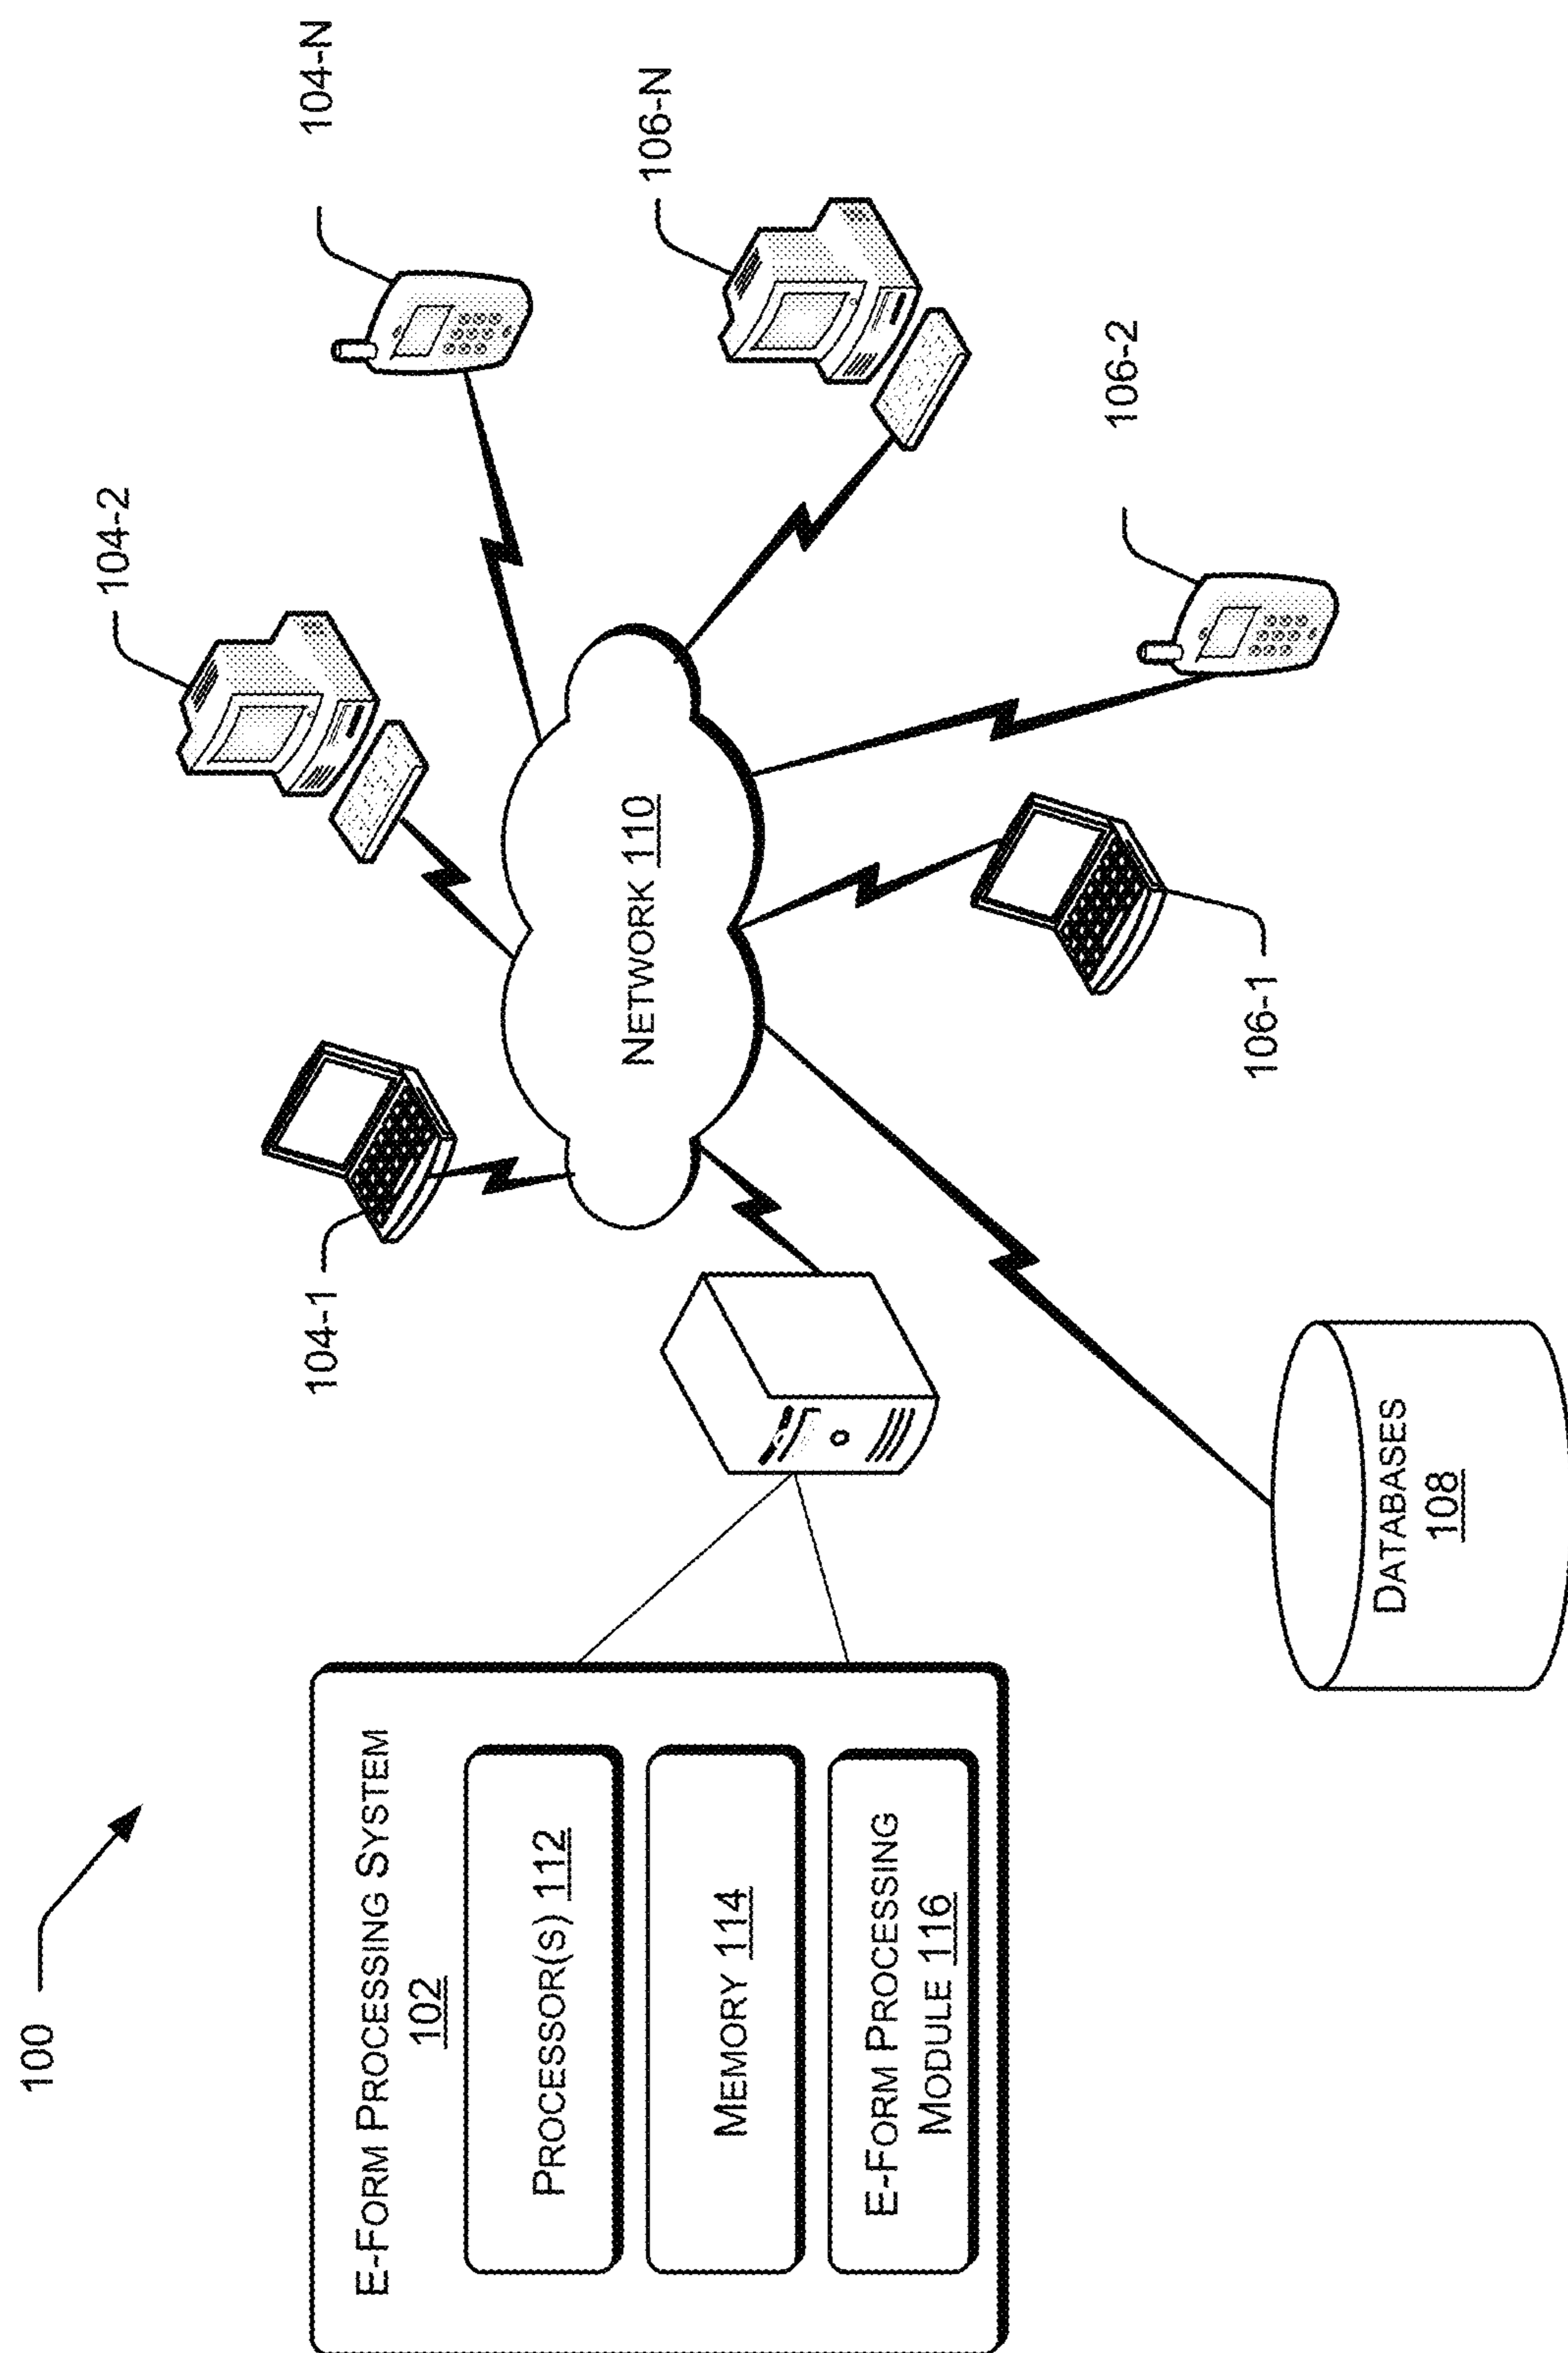 100
E-FORM PROCESSING SYSTEM
102
PROCESSOR(S) 112
MEMORY 114
E-FORM PROCESSING
MODULE 116
104-1
104-2
104-N
NETWORK 110
106-N
106-2
106-1
DATABASES
108